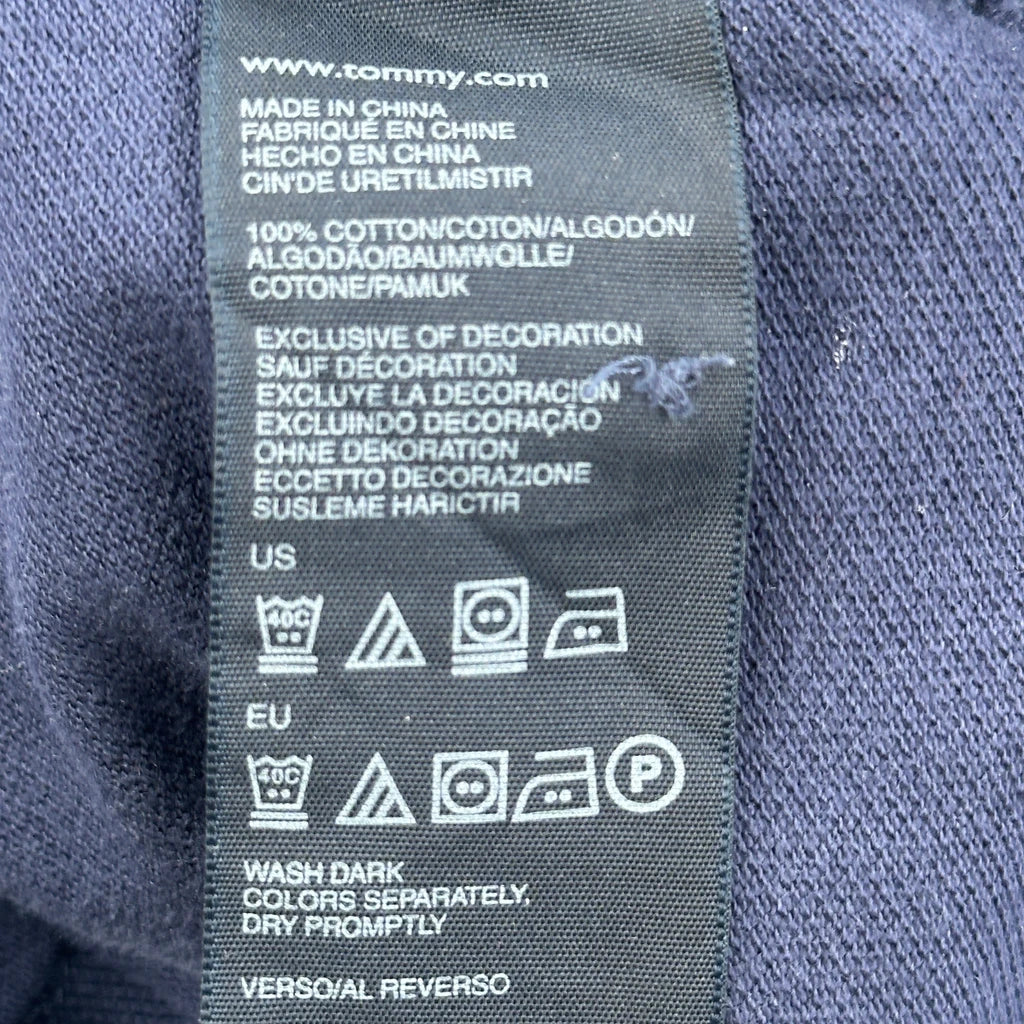 www.tommy.com
MADE IN CHINA
FABRIQUÉ EN CHINE
HECHO EN CHINA
CIN'DE URETILMISTIR
100% COTTON/COTON/ALGODÓN/
ALGODÃO/BAUMWOLLE/
COTONE/PAMUK
EXCLUSIVE OF DECORATION
SAUF DÉCORATION
EXCLUYE LA DECORACIÓN
EXCLUINDO DECORAÇÃO
OHNE DEKORATION
ECCETTO DECORAZIONE
SUSLEME HARICTIR
US
40C
EU
40C
P
WASH DARK
COLORS SEPARATELY,
DRY PROMPTLY
VERSO/AL REVERSO